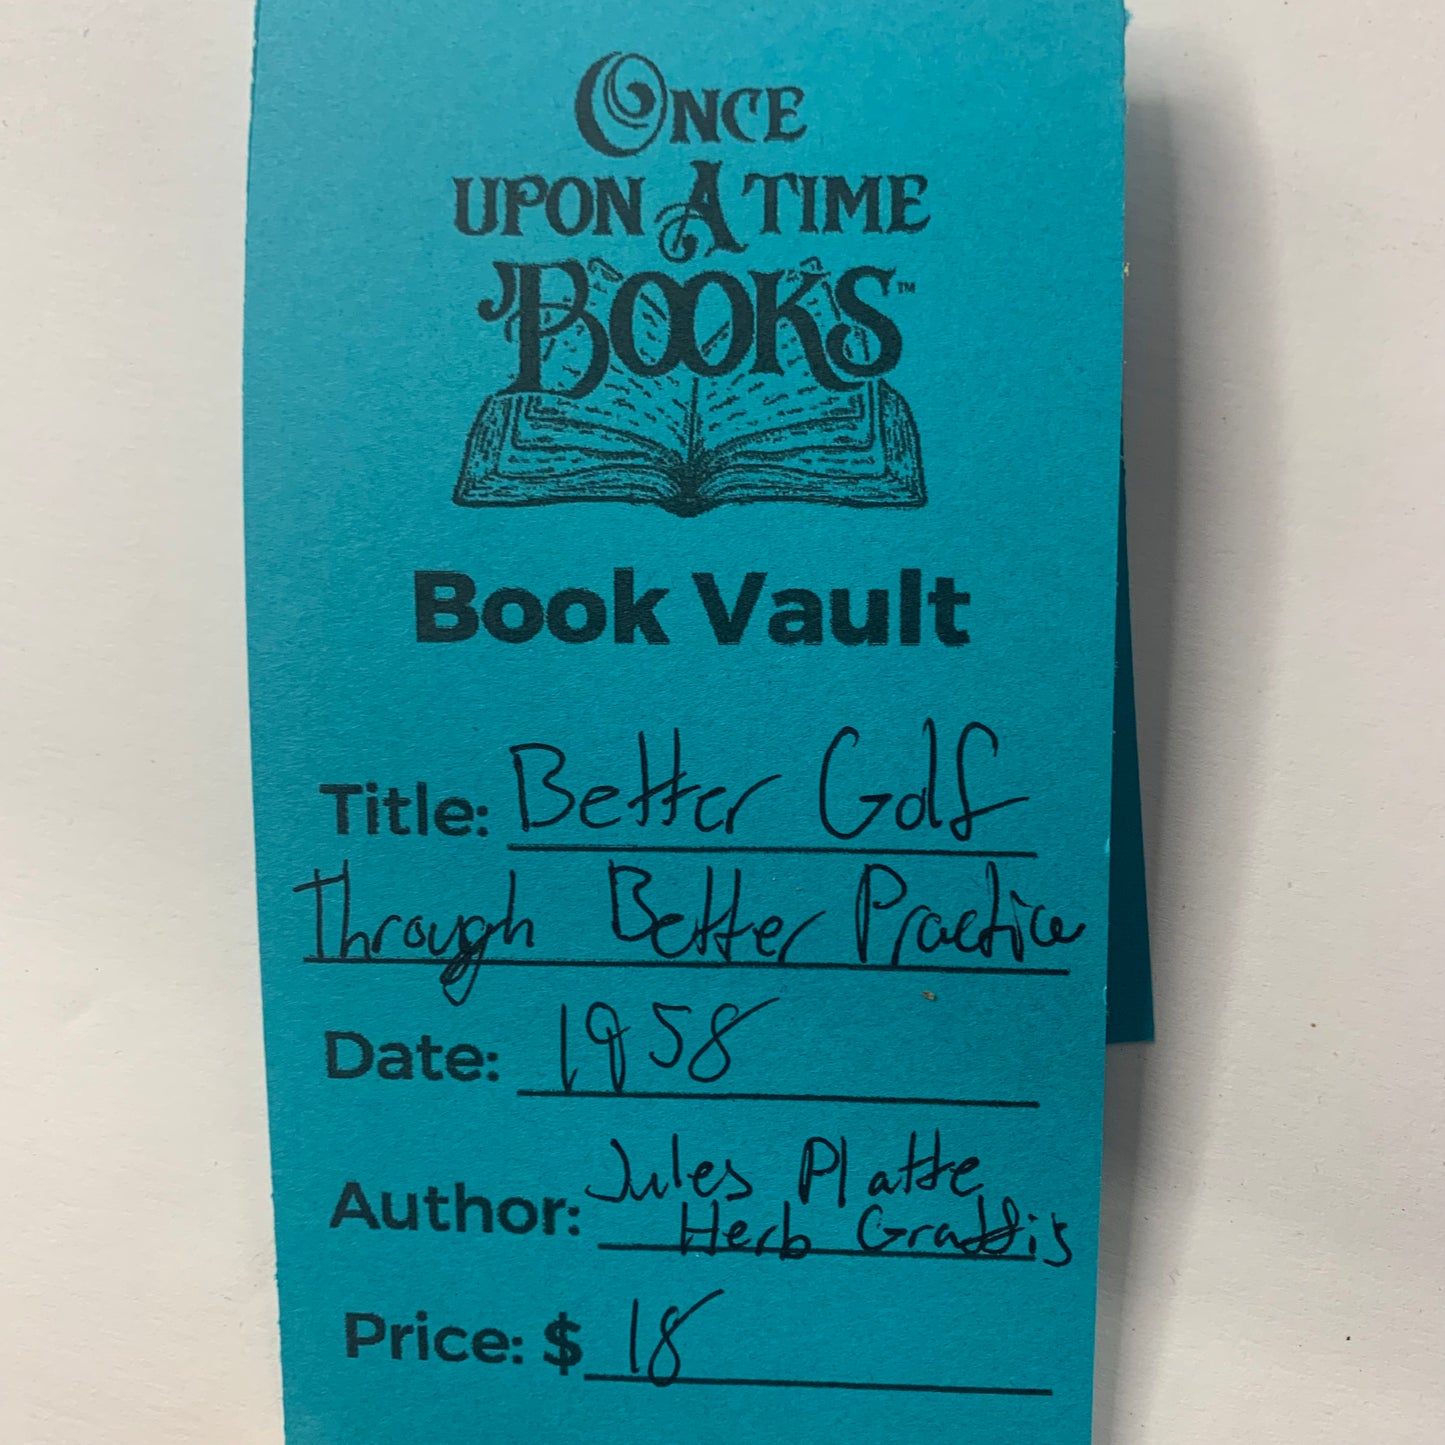 ONCE
UPON A TIME
BOOKS™
Book Vault
Title: Better Golf
Through Better Practice
Date: 1958
Author: Jules Platte
Herb Graffis
Price: $ 18